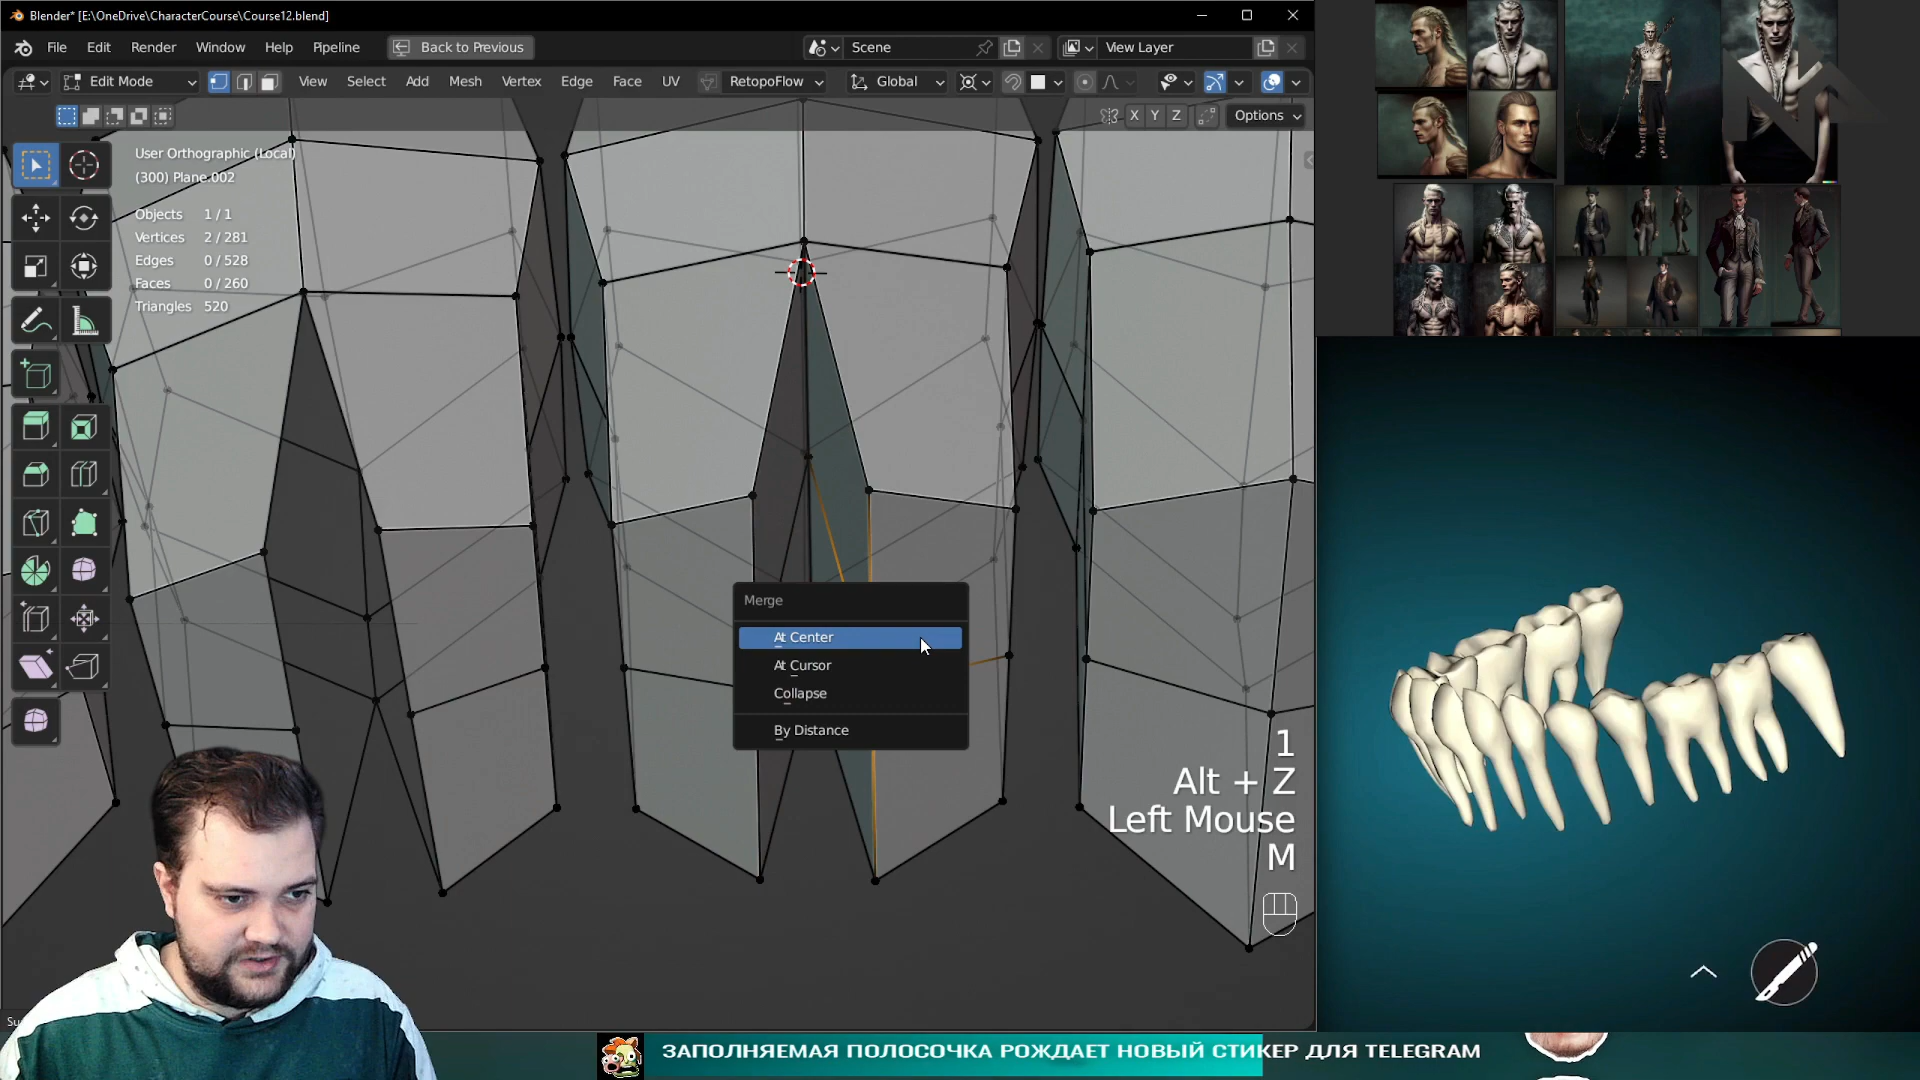 Blender* [E:\OneDrive\CharacterCourse\Course12.blend]
File Edit Render Window Help Pipeline Back to Previous Scene View Layer
Edit Mode View Select Add Mesh Vertex Edge Face UV RetopoFlow Global
X Y Z Options
User Orthographic (Local)
(300) Plane.002
Objects 1 / 1
Vertices 2 / 281
Edges 0 / 528
Faces 0 / 260
Triangles 520
Merge
At Center
At Cursor
Collapse
By Distance
1
Alt + Z
Left Mouse
M
ЗАПОЛНЯЕМАЯ ПОЛОСОЧКА РОЖДАЕТ НОВЫЙ СТИКЕР ДЛЯ TELEGRAM